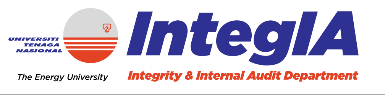 UNIVERSITI
TENAGA
NASIONAL
The Energy University
IntegIA
Integrity & Internal Audit Department